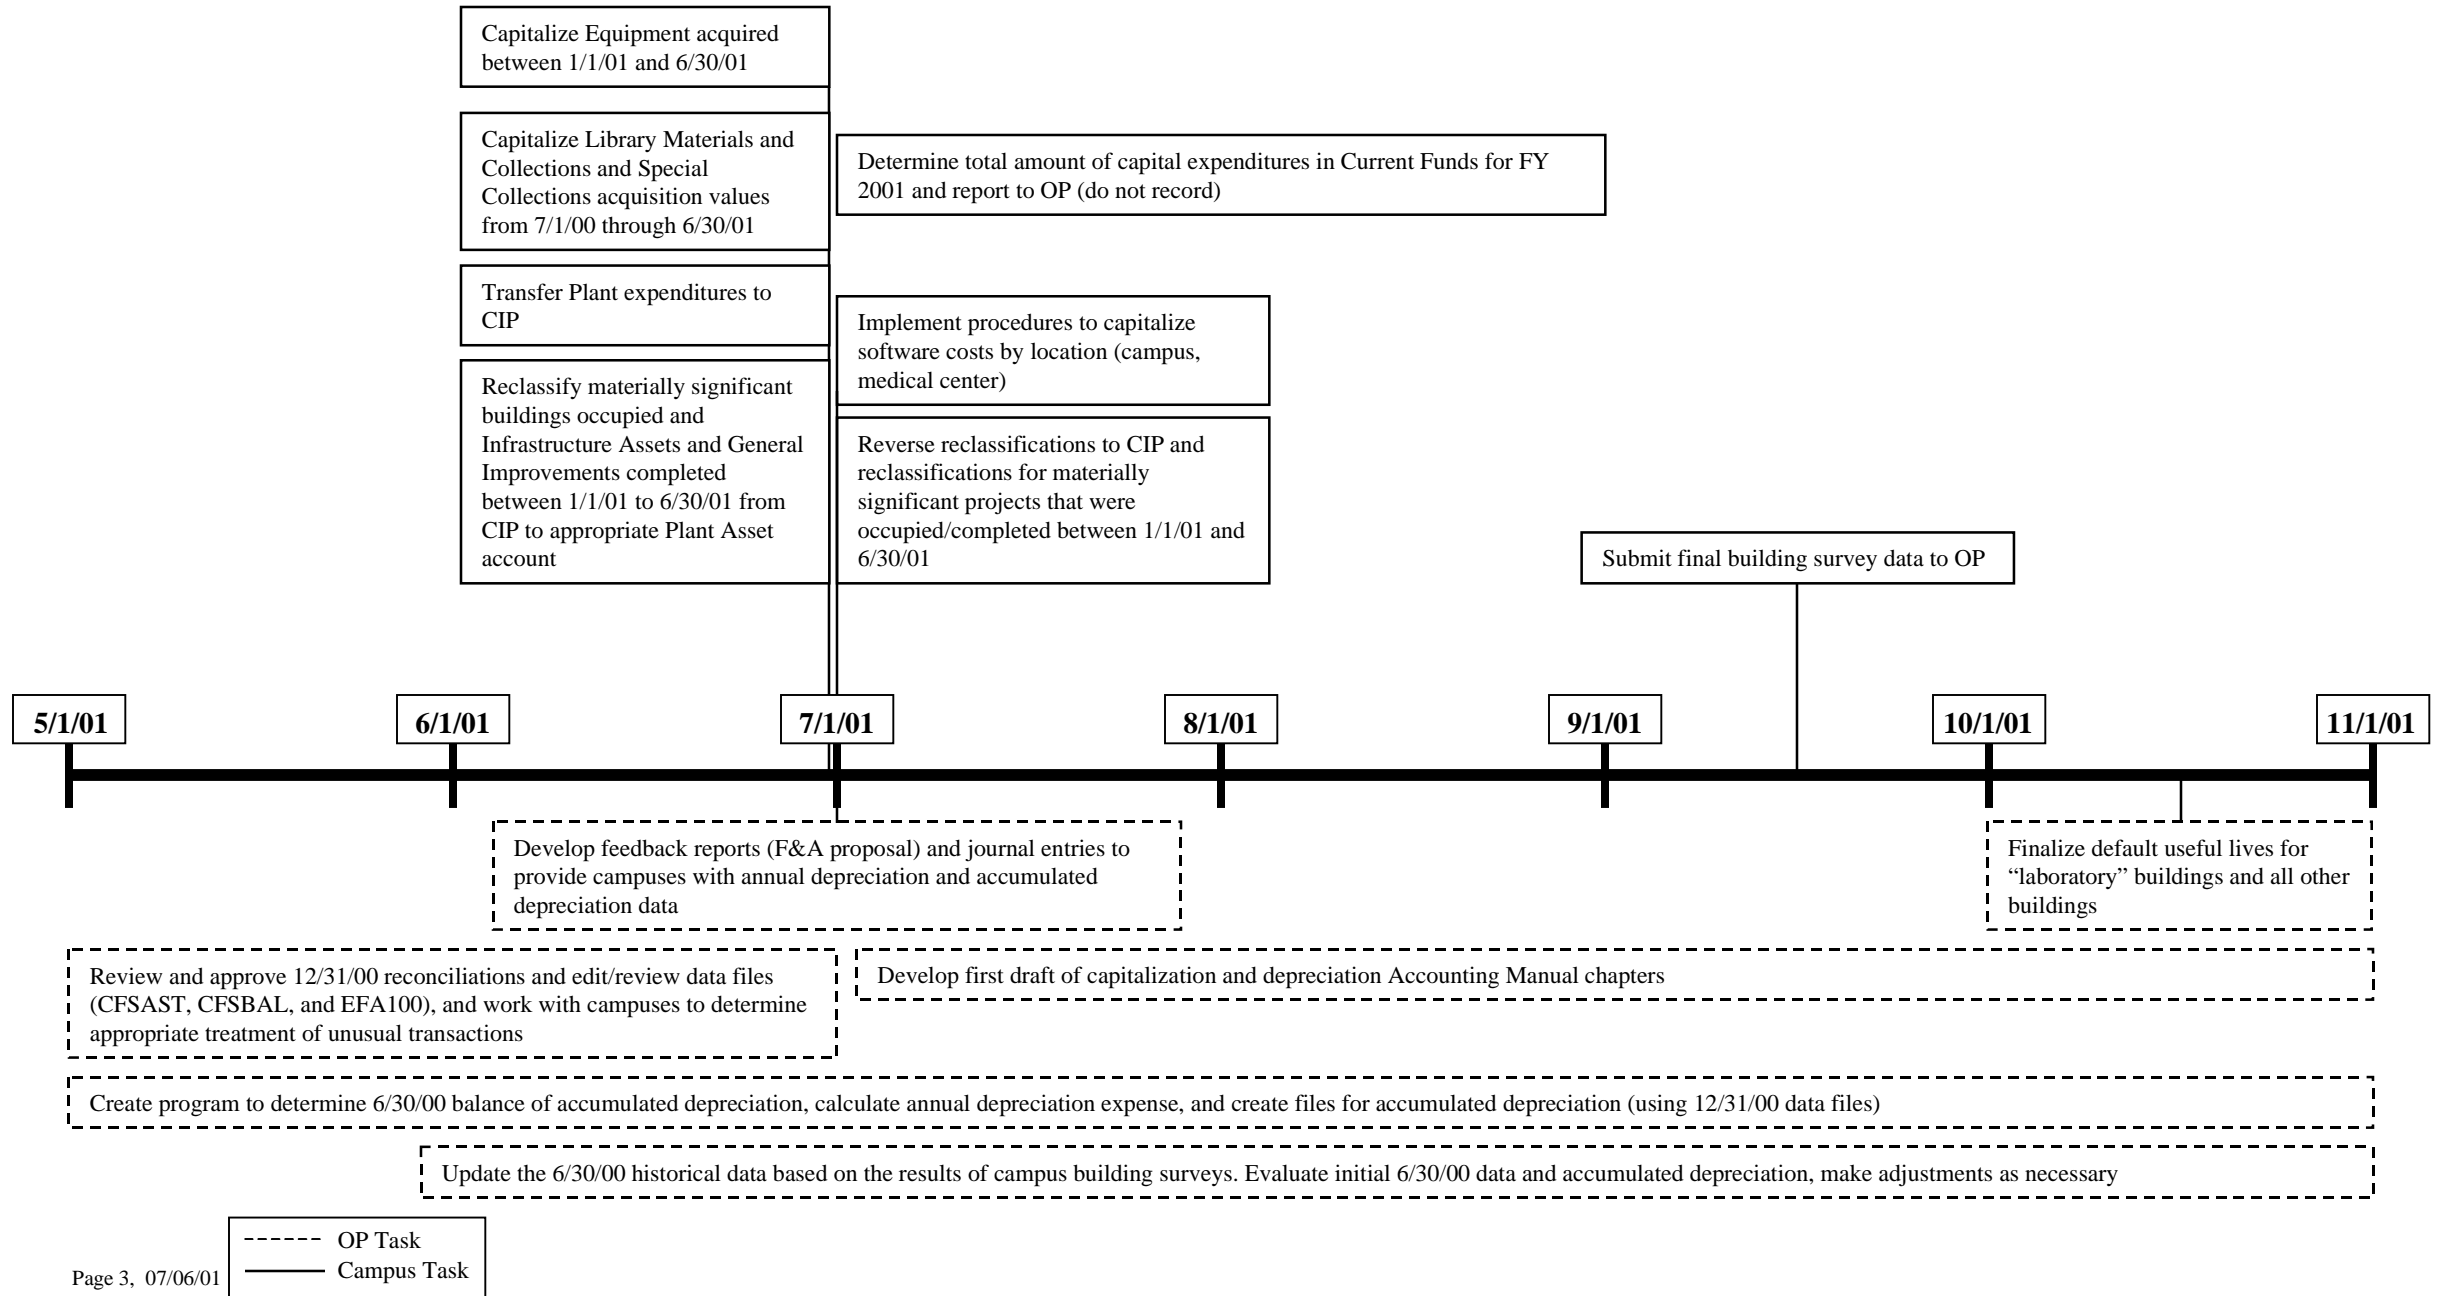 Capitalize Equipment acquired
between 1/1/01 and 6/30/01
Capitalize Library Materials and
Collections and Special
Collections acquisition values
from 7/1/00 through 6/30/01
Determine total amount of capital expenditures in Current Funds for FY
2001 and report to OP (do not record)
Transfer Plant expenditures to
CIP
Implement procedures to capitalize
software costs by location (campus,
medical center)
Reclassify materially significant
buildings occupied and
Infrastructure Assets and General
Improvements completed
between 1/1/01 to 6/30/01 from
CIP to appropriate Plant Asset
account
Reverse reclassifications to CIP and
reclassifications for materially
significant projects that were
occupied/completed between 1/1/01 and
6/30/01
Submit final building survey data to OP
5/1/01
6/1/01
7/1/01
8/1/01
9/1/01
10/1/01
11/1/01
Develop feedback reports (F&A proposal) and journal entries to
provide campuses with annual depreciation and accumulated
depreciation data
Finalize default useful lives for
“laboratory” buildings and all other
buildings
Review and approve 12/31/00 reconciliations and edit/review data files
(CFSAST, CFSBAL, and EFA100), and work with campuses to determine
appropriate treatment of unusual transactions
Develop first draft of capitalization and depreciation Accounting Manual chapters
Create program to determine 6/30/00 balance of accumulated depreciation, calculate annual depreciation expense, and create files for accumulated depreciation (using 12/31/00 data files)
Update the 6/30/00 historical data based on the results of campus building surveys. Evaluate initial 6/30/00 data and accumulated depreciation, make adjustments as necessary
OP Task
Campus Task
Page 3, 07/06/01